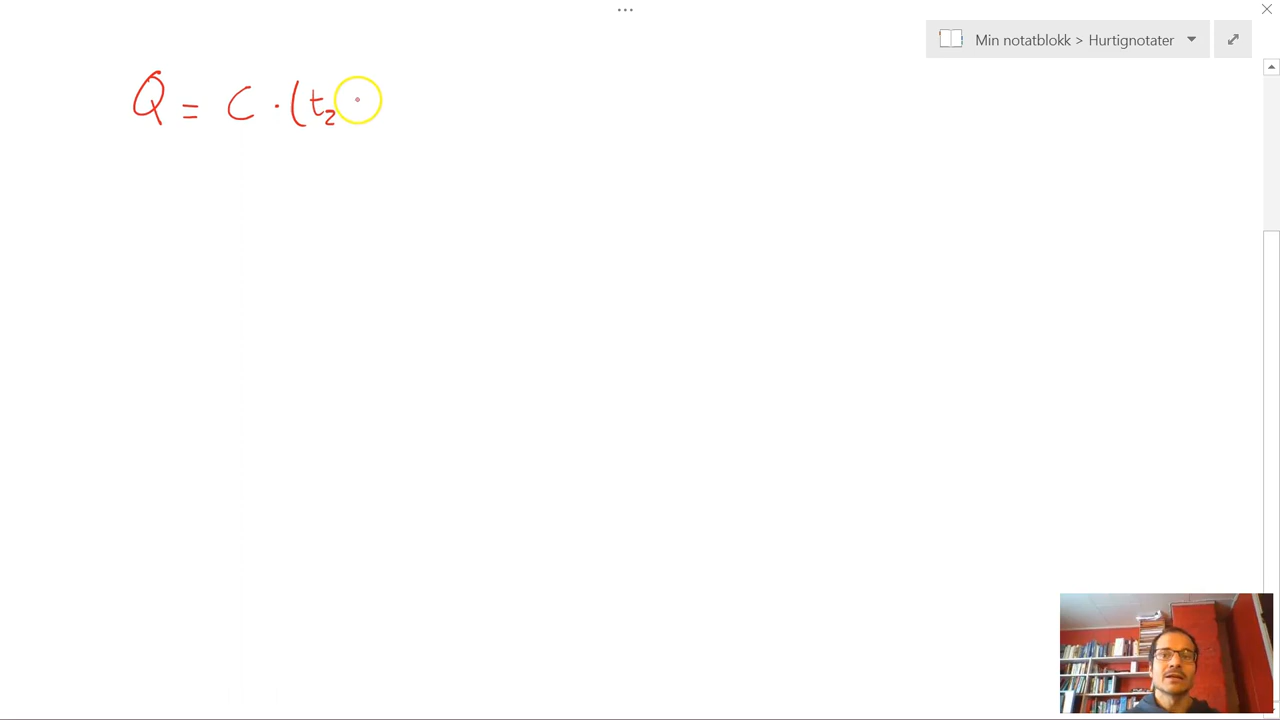 Min notatblokk > Hurtignotater
Q = C · (t₂